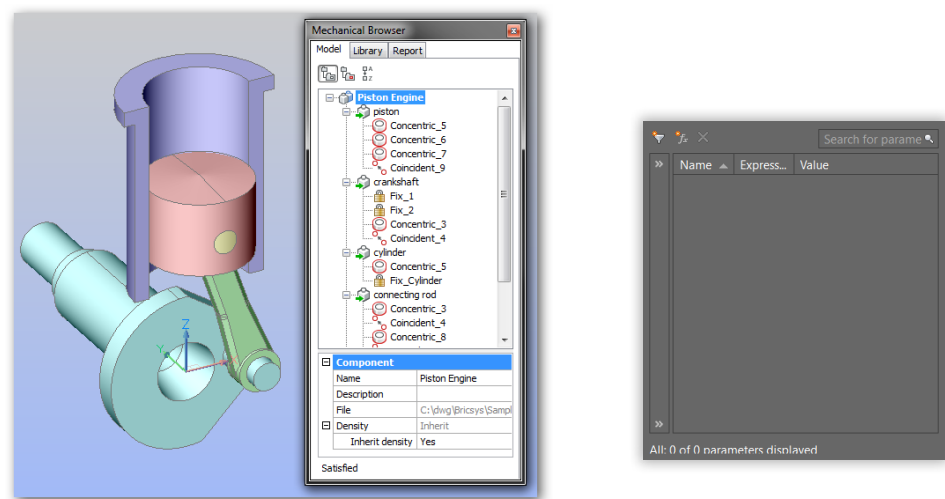 Mechanical Browser
Model Library Report
Piston Engine
piston
Concentric_5
Concentric_6
Concentric_7
Coincident_9
crankshaft
Fix_1
Fix_2
Concentric_3
Coincident_4
cylinder
Concentric_5
Fix_Cylinder
connecting rod
Concentric_3
Coincident_4
Concentric_8
Component
Name Piston Engine
Description
File C:\dwg\Bricsys\Sampl
Density Inherit
Inherit density Yes
Satisfied
Z
Y
X
fx Search for parame
Name Express... Value
All: 0 of 0 parameters displayed